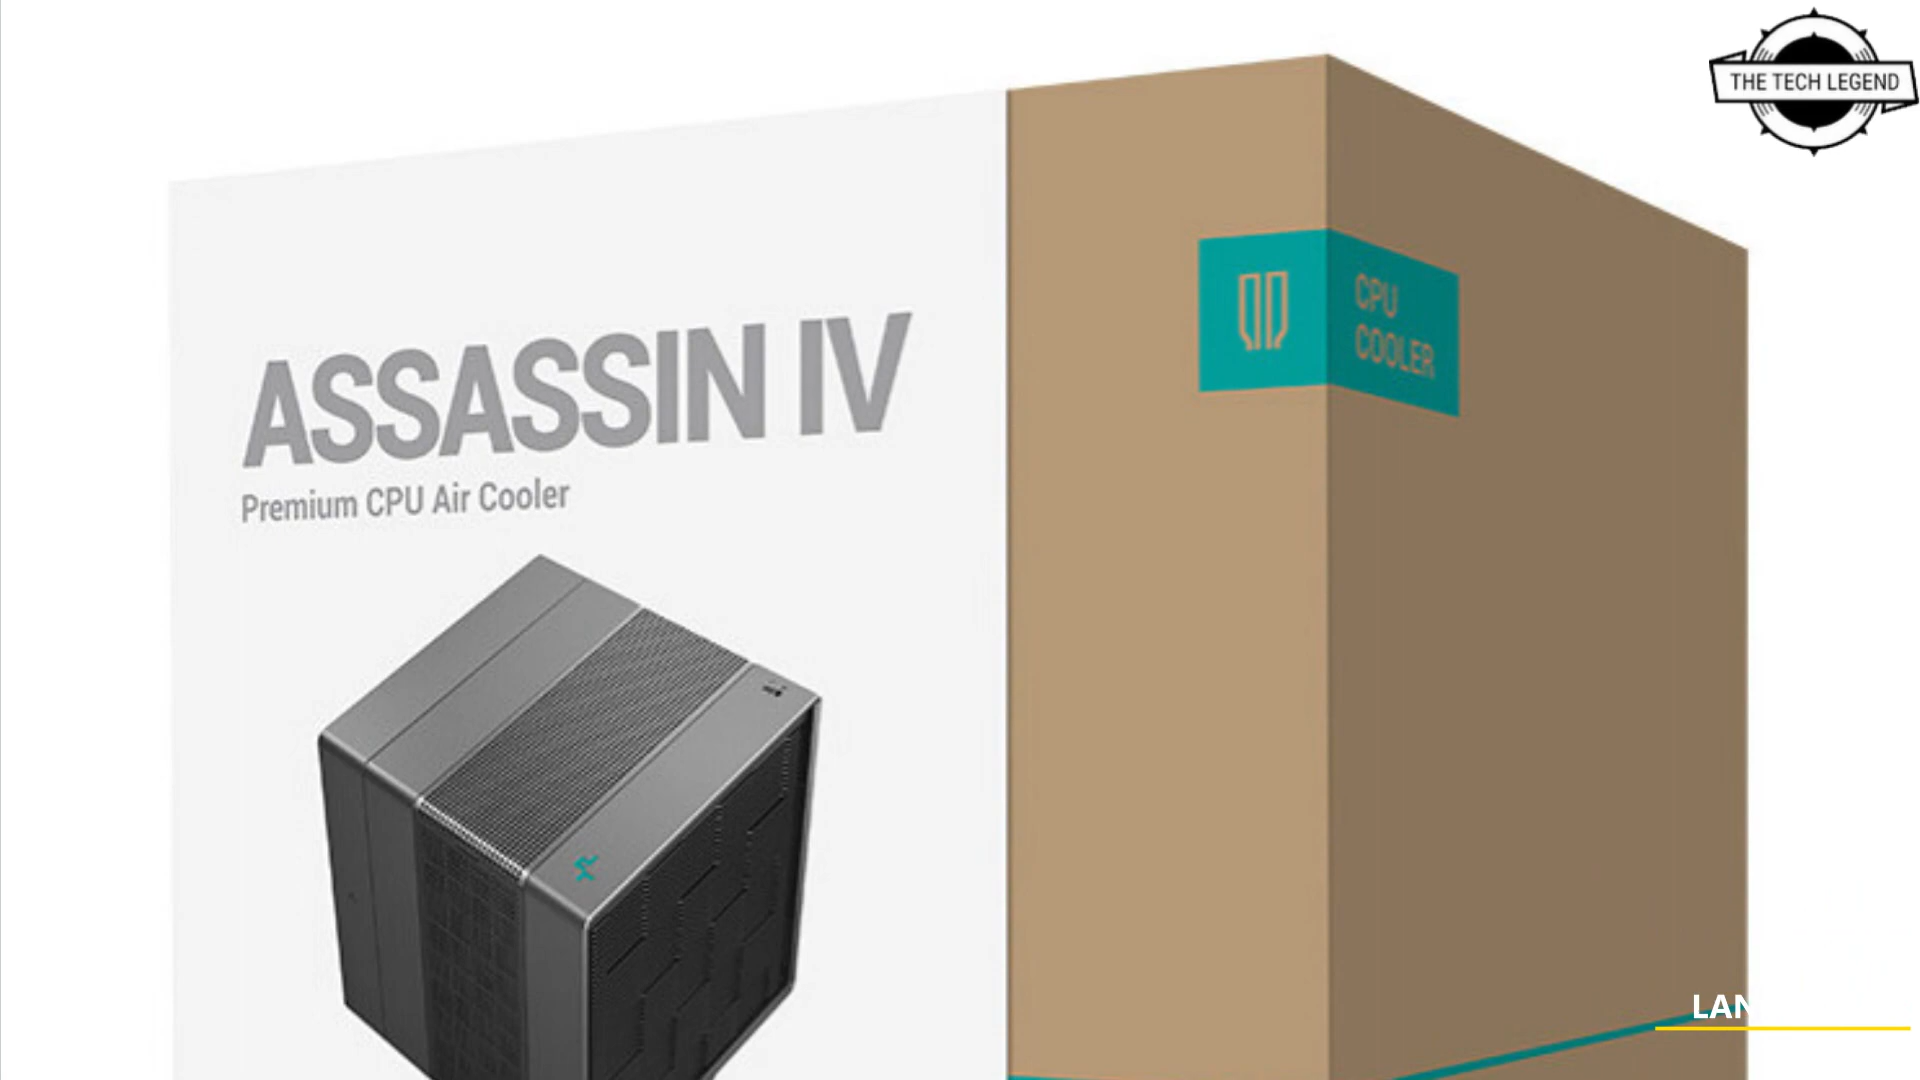 THE TECH LEGEND
CPU
COOLER
ASSASSIN IV
Premium CPU Air Cooler